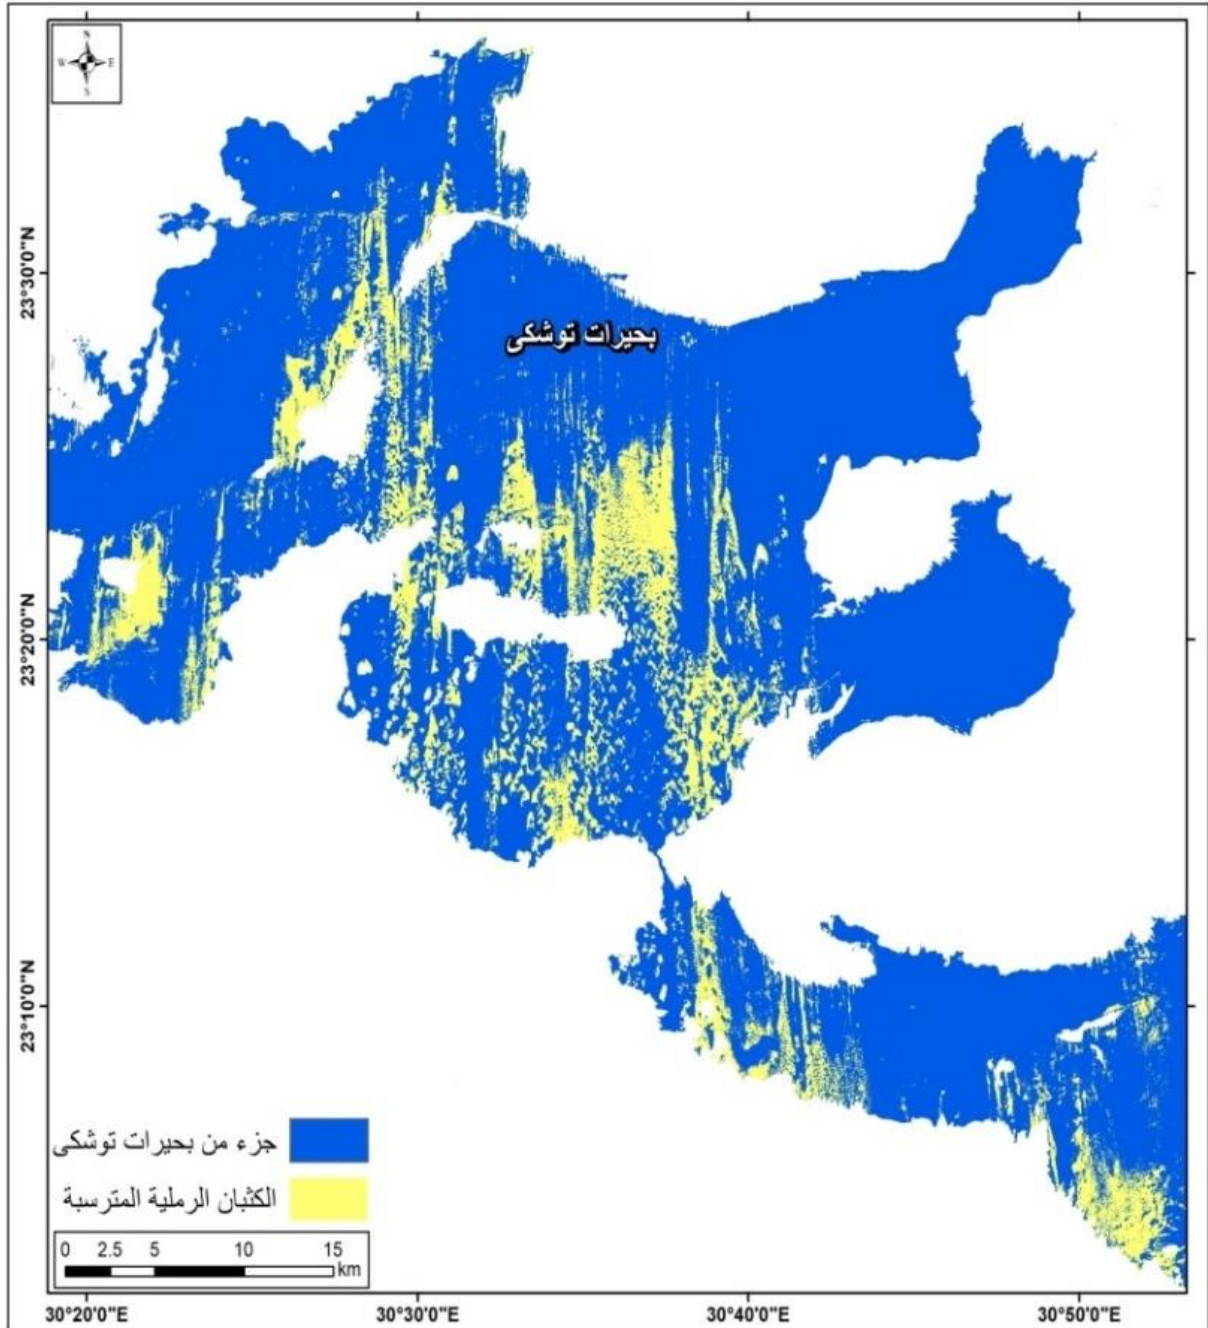 N
W E
S
23°30'0"N
بحيرات توشكى
23°20'0"N
23°10'0"N
جزء من بحيرات توشكى
الكثبان الرملية المترسبة
0 2.5 5 10 15
km
30°20'0"E 30°30'0"E 30°40'0"E 30°50'0"E